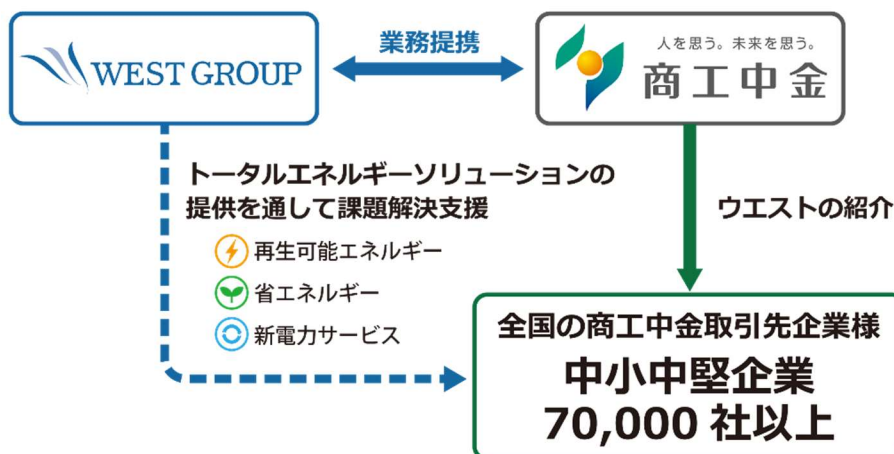 WEST GROUP
業務提携
人を思う。未来を思う。
商工中金
トータルエネルギーソリューションの
提供を通して課題解決支援
再生可能エネルギー
省エネルギー
新電力サービス
ウエストの紹介
全国の商工中金取引先企業様
中小中堅企業
70,000 社以上